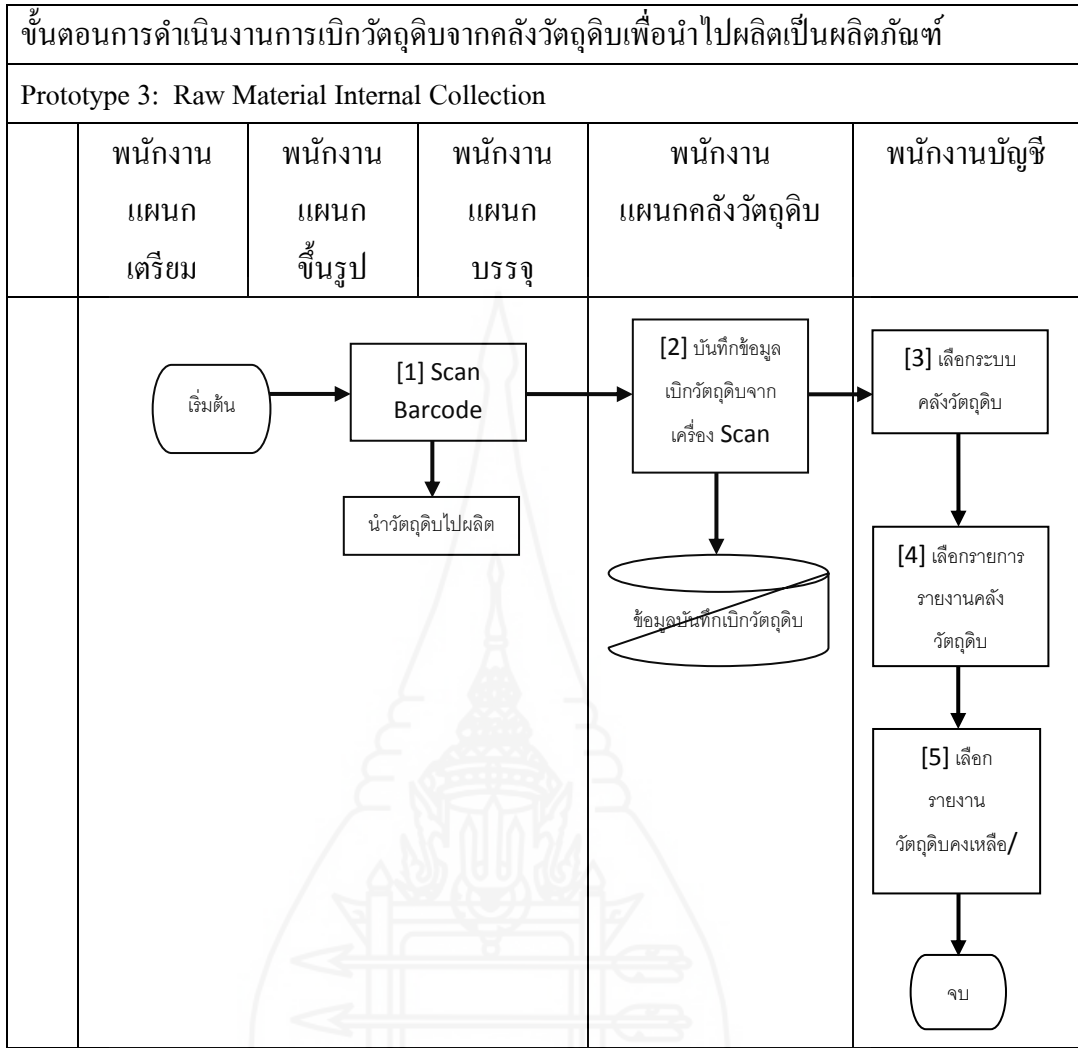 ขั้นตอนการดำเนินงานการเบิกวัตถุดิบจากคลังวัตถุดิบเพื่อนำไปผลิตเป็นผลิตภัณฑ์
Prototype 3: Raw Material Internal Collection
พนักงาน
แผนก
เตรียม
พนักงาน
แผนก
ขึ้นรูป
พนักงาน
แผนก
บรรจุ
พนักงาน
แผนกคลังวัตถุดิบ
พนักงานบัญชี
เริ่มต้น
[1] Scan
Barcode
นำวัตถุดิบไปผลิต
[2] บันทึกข้อมูล
เบิกวัตถุดิบจาก
เครื่อง Scan
ข้อมูลบันทึกเบิกวัตถุดิบ
[3] เลือกระบบ
คลังวัตถุดิบ
[4] เลือกรายการ
รายงานคลัง
วัตถุดิบ
[5] เลือก
รายงาน
วัตถุดิบคงเหลือ/
จบ